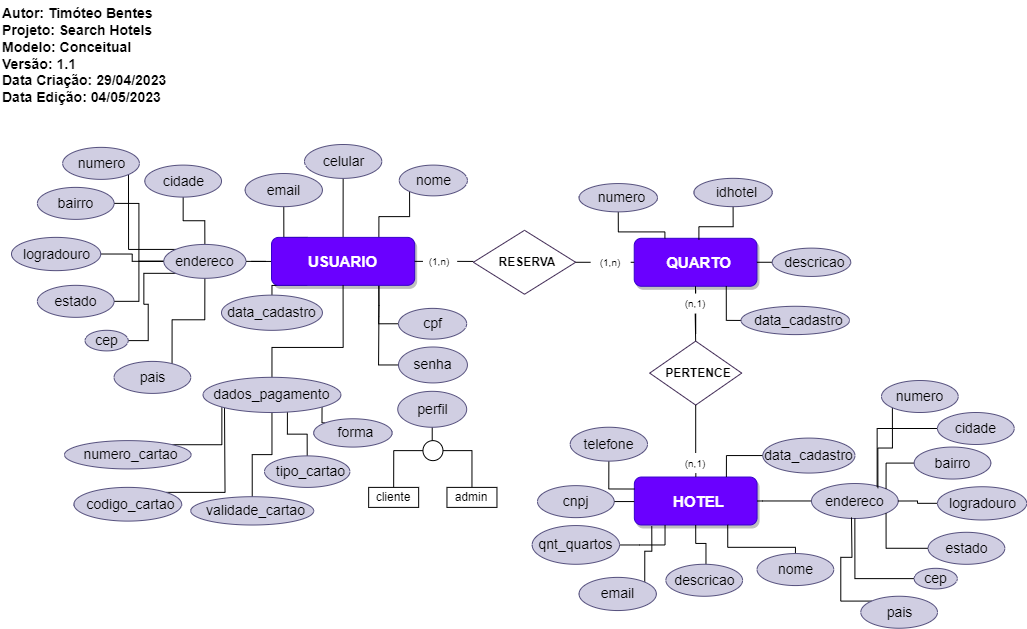 Autor: Timóteo Bentes
Projeto: Search Hotels
Modelo: Conceitual
Versão: 1.1
Data Criação: 29/04/2023
Data Edição: 04/05/2023
numero
cidade
bairro
logradouro
endereco
estado
cep
pais
email
celular
nome
USUARIO
(1,n)
RESERVA
(1,n)
data_cadastro
cpf
senha
dados_pagamento
perfil
forma
numero_cartao
tipo_cartao
codigo_cartao
validade_cartao
cliente
admin
numero
idhotel
QUARTO
descricao
data_cadastro
(n,1)
PERTENCE
(n,1)
telefone
data_cadastro
cnpj
HOTEL
qnt_quartos
email
descricao
nome
endereco
numero
cidade
bairro
logradouro
estado
cep
pais